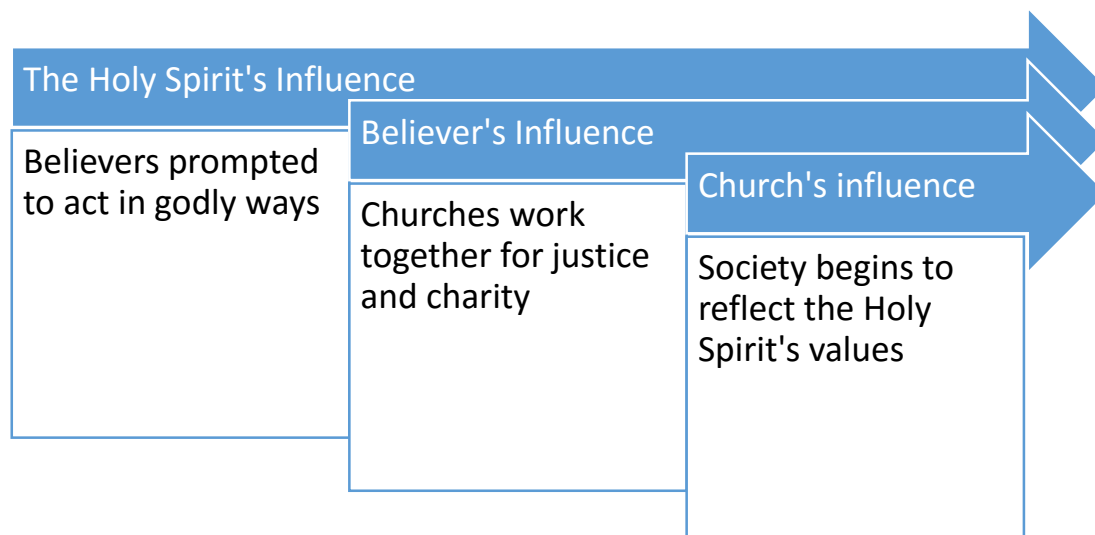 The Holy Spirit's Influence
Believers prompted
to act in godly ways
Believer's Influence
Churches work
together for justice
and charity
Church's influence
Society begins to
reflect the Holy
Spirit's values